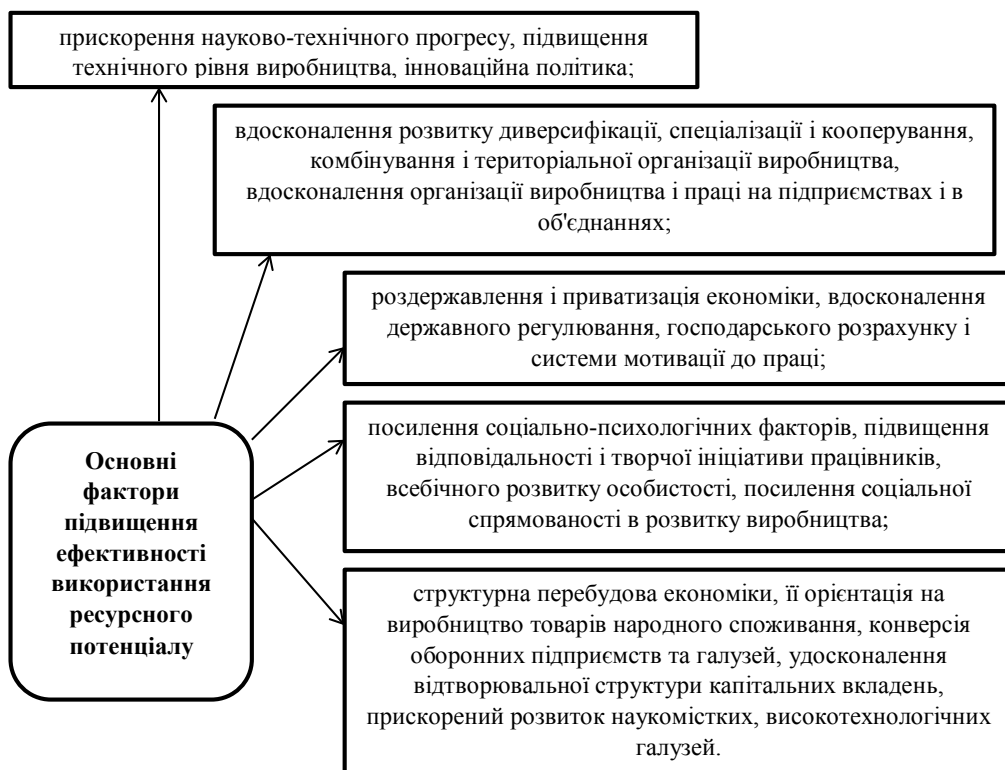 прискорення науково-технічного прогресу, підвищення
технічного рівня виробництва, інноваційна політика;
вдосконалення розвитку диверсифікації, спеціалізації і кооперування,
комбінування і територіальної організації виробництва,
вдосконалення організації виробництва і праці на підприємствах і в
об'єднаннях;
роздержавлення і приватизація економіки, вдосконалення
державного регулювання, господарського розрахунку і
системи мотивації до праці;
посилення соціально-психологічних факторів, підвищення
відповідальності і творчої ініціативи працівників,
всебічного розвитку особистості, посилення соціальної
спрямованості в розвитку виробництва;
Основні
фактори
підвищення
ефективності
використання
ресурсного
потенціалу
структурна перебудова економіки, її орієнтація на
виробництво товарів народного споживання, конверсія
оборонних підприємств та галузей, удосконалення
відтворювальної структури капітальних вкладень,
прискорений розвиток наукомістких, високотехнологічних
галузей.